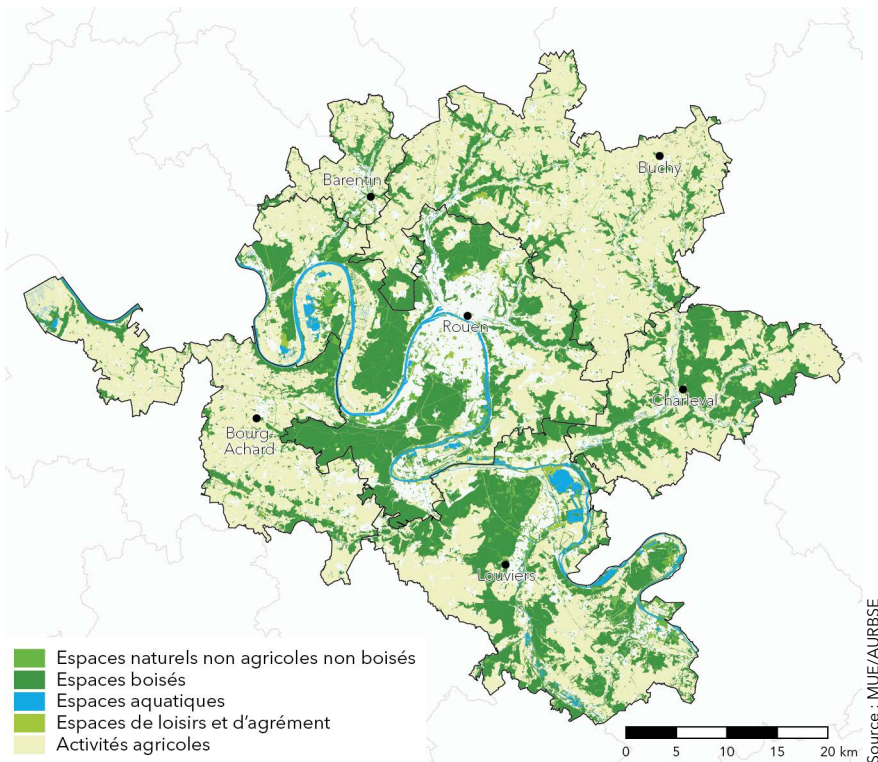 Buchy
Barentin
Rouen
Charleval
Bourg
Achard
Louviers
Espaces naturels non agricoles non boisés
Espaces boisés
Espaces aquatiques
Espaces de loisirs et d'agrément
Activités agricoles
0 5 10 15 20 km
Source : MUE/AURBSE